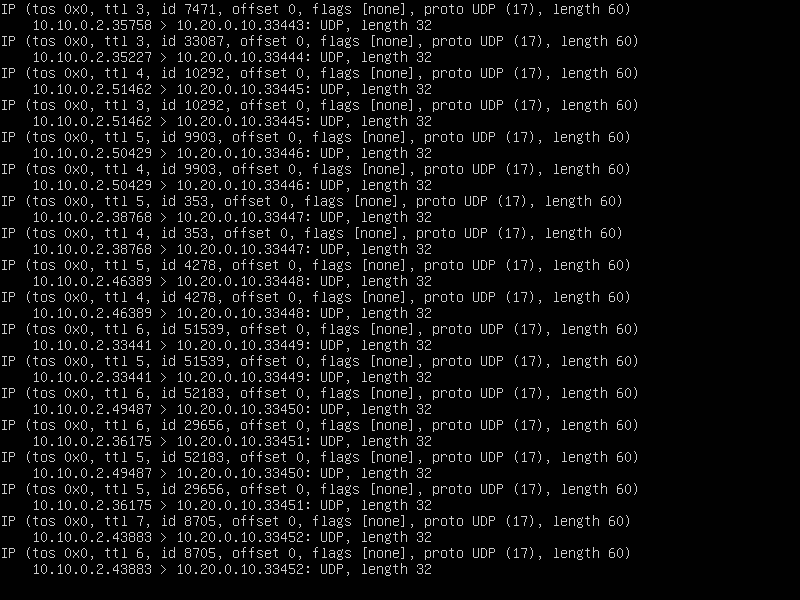 IP (tos 0x0, ttl 3, id 7471, offset 0, flags [none], proto UDP (17), length 60)
10.10.0.2.35758 > 10.20.0.10.33443: UDP, length 32
IP (tos 0x0, ttl 3, id 33087, offset 0, flags [none], proto UDP (17), length 60)
10.10.0.2.35227 > 10.20.0.10.33444: UDP, length 32
IP (tos 0x0, ttl 4, id 10292, offset 0, flags [none], proto UDP (17), length 60)
10.10.0.2.51462 > 10.20.0.10.33445: UDP, length 32
IP (tos 0x0, ttl 3, id 10292, offset 0, flags [none], proto UDP (17), length 60)
10.10.0.2.51462 > 10.20.0.10.33445: UDP, length 32
IP (tos 0x0, ttl 5, id 9903, offset 0, flags [none], proto UDP (17), length 60)
10.10.0.2.50429 > 10.20.0.10.33446: UDP, length 32
IP (tos 0x0, ttl 4, id 9903, offset 0, flags [none], proto UDP (17), length 60)
10.10.0.2.50429 > 10.20.0.10.33446: UDP, length 32
IP (tos 0x0, ttl 5, id 353, offset 0, flags [none], proto UDP (17), length 60)
10.10.0.2.38768 > 10.20.0.10.33447: UDP, length 32
IP (tos 0x0, ttl 4, id 353, offset 0, flags [none], proto UDP (17), length 60)
10.10.0.2.38768 > 10.20.0.10.33447: UDP, length 32
IP (tos 0x0, ttl 5, id 4278, offset 0, flags [none], proto UDP (17), length 60)
10.10.0.2.46389 > 10.20.0.10.33448: UDP, length 32
IP (tos 0x0, ttl 4, id 4278, offset 0, flags [none], proto UDP (17), length 60)
10.10.0.2.46389 > 10.20.0.10.33448: UDP, length 32
IP (tos 0x0, ttl 6, id 51539, offset 0, flags [none], proto UDP (17), length 60)
10.10.0.2.33441 > 10.20.0.10.33449: UDP, length 32
IP (tos 0x0, ttl 5, id 51539, offset 0, flags [none], proto UDP (17), length 60)
10.10.0.2.33441 > 10.20.0.10.33449: UDP, length 32
IP (tos 0x0, ttl 6, id 52183, offset 0, flags [none], proto UDP (17), length 60)
10.10.0.2.49487 > 10.20.0.10.33450: UDP, length 32
IP (tos 0x0, ttl 6, id 29656, offset 0, flags [none], proto UDP (17), length 60)
10.10.0.2.36175 > 10.20.0.10.33451: UDP, length 32
IP (tos 0x0, ttl 5, id 52183, offset 0, flags [none], proto UDP (17), length 60)
10.10.0.2.49487 > 10.20.0.10.33450: UDP, length 32
IP (tos 0x0, ttl 5, id 29656, offset 0, flags [none], proto UDP (17), length 60)
10.10.0.2.36175 > 10.20.0.10.33451: UDP, length 32
IP (tos 0x0, ttl 7, id 8705, offset 0, flags [none], proto UDP (17), length 60)
10.10.0.2.43883 > 10.20.0.10.33452: UDP, length 32
IP (tos 0x0, ttl 6, id 8705, offset 0, flags [none], proto UDP (17), length 60)
10.10.0.2.43883 > 10.20.0.10.33452: UDP, length 32